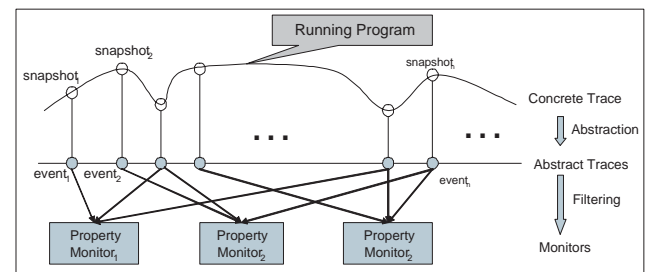 Running Program
snapshot₂
snapshot₁
snapshotₙ
Concrete Trace
Abstraction
. . .
. . .
Abstract Traces
event₁
event₂
eventₙ
Filtering
Property
Monitor₁
Property
Monitor₂
Property
Monitor₂
Monitors